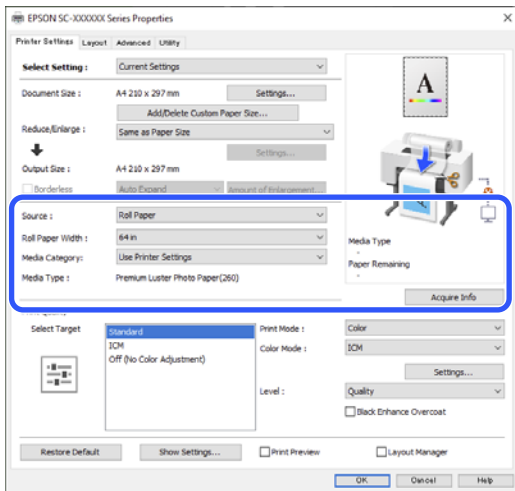 EPSON SC-XXXXXX Series Properties
Printer Settings Layout Advanced Utility
Select Setting : Current Settings
Document Size : A4 210 x 297 mm Settings...
Add/Delete Custom Paper Size...
Reduce/Enlarge : Same as Paper Size
Settings...
Output Size : A4 210 x 297 mm
Borderless Auto Expand Amount of Enlargement...
A
Source : Roll Paper
Roll Paper Width : 64 in
Media Category: Use Printer Settings
Media Type : Premium Luster Photo Paper(260)
Media Type
-
Paper Remaining
-
Acquire Info
Select Target
Standard
ICM
Off (No Color Adjustment)
Print Mode : Color
Color Mode : ICM
Settings...
Level : Quality
Black Enhance Overcoat
Restore Default Show Settings... Print Preview Layout Manager
OK Cancel Help